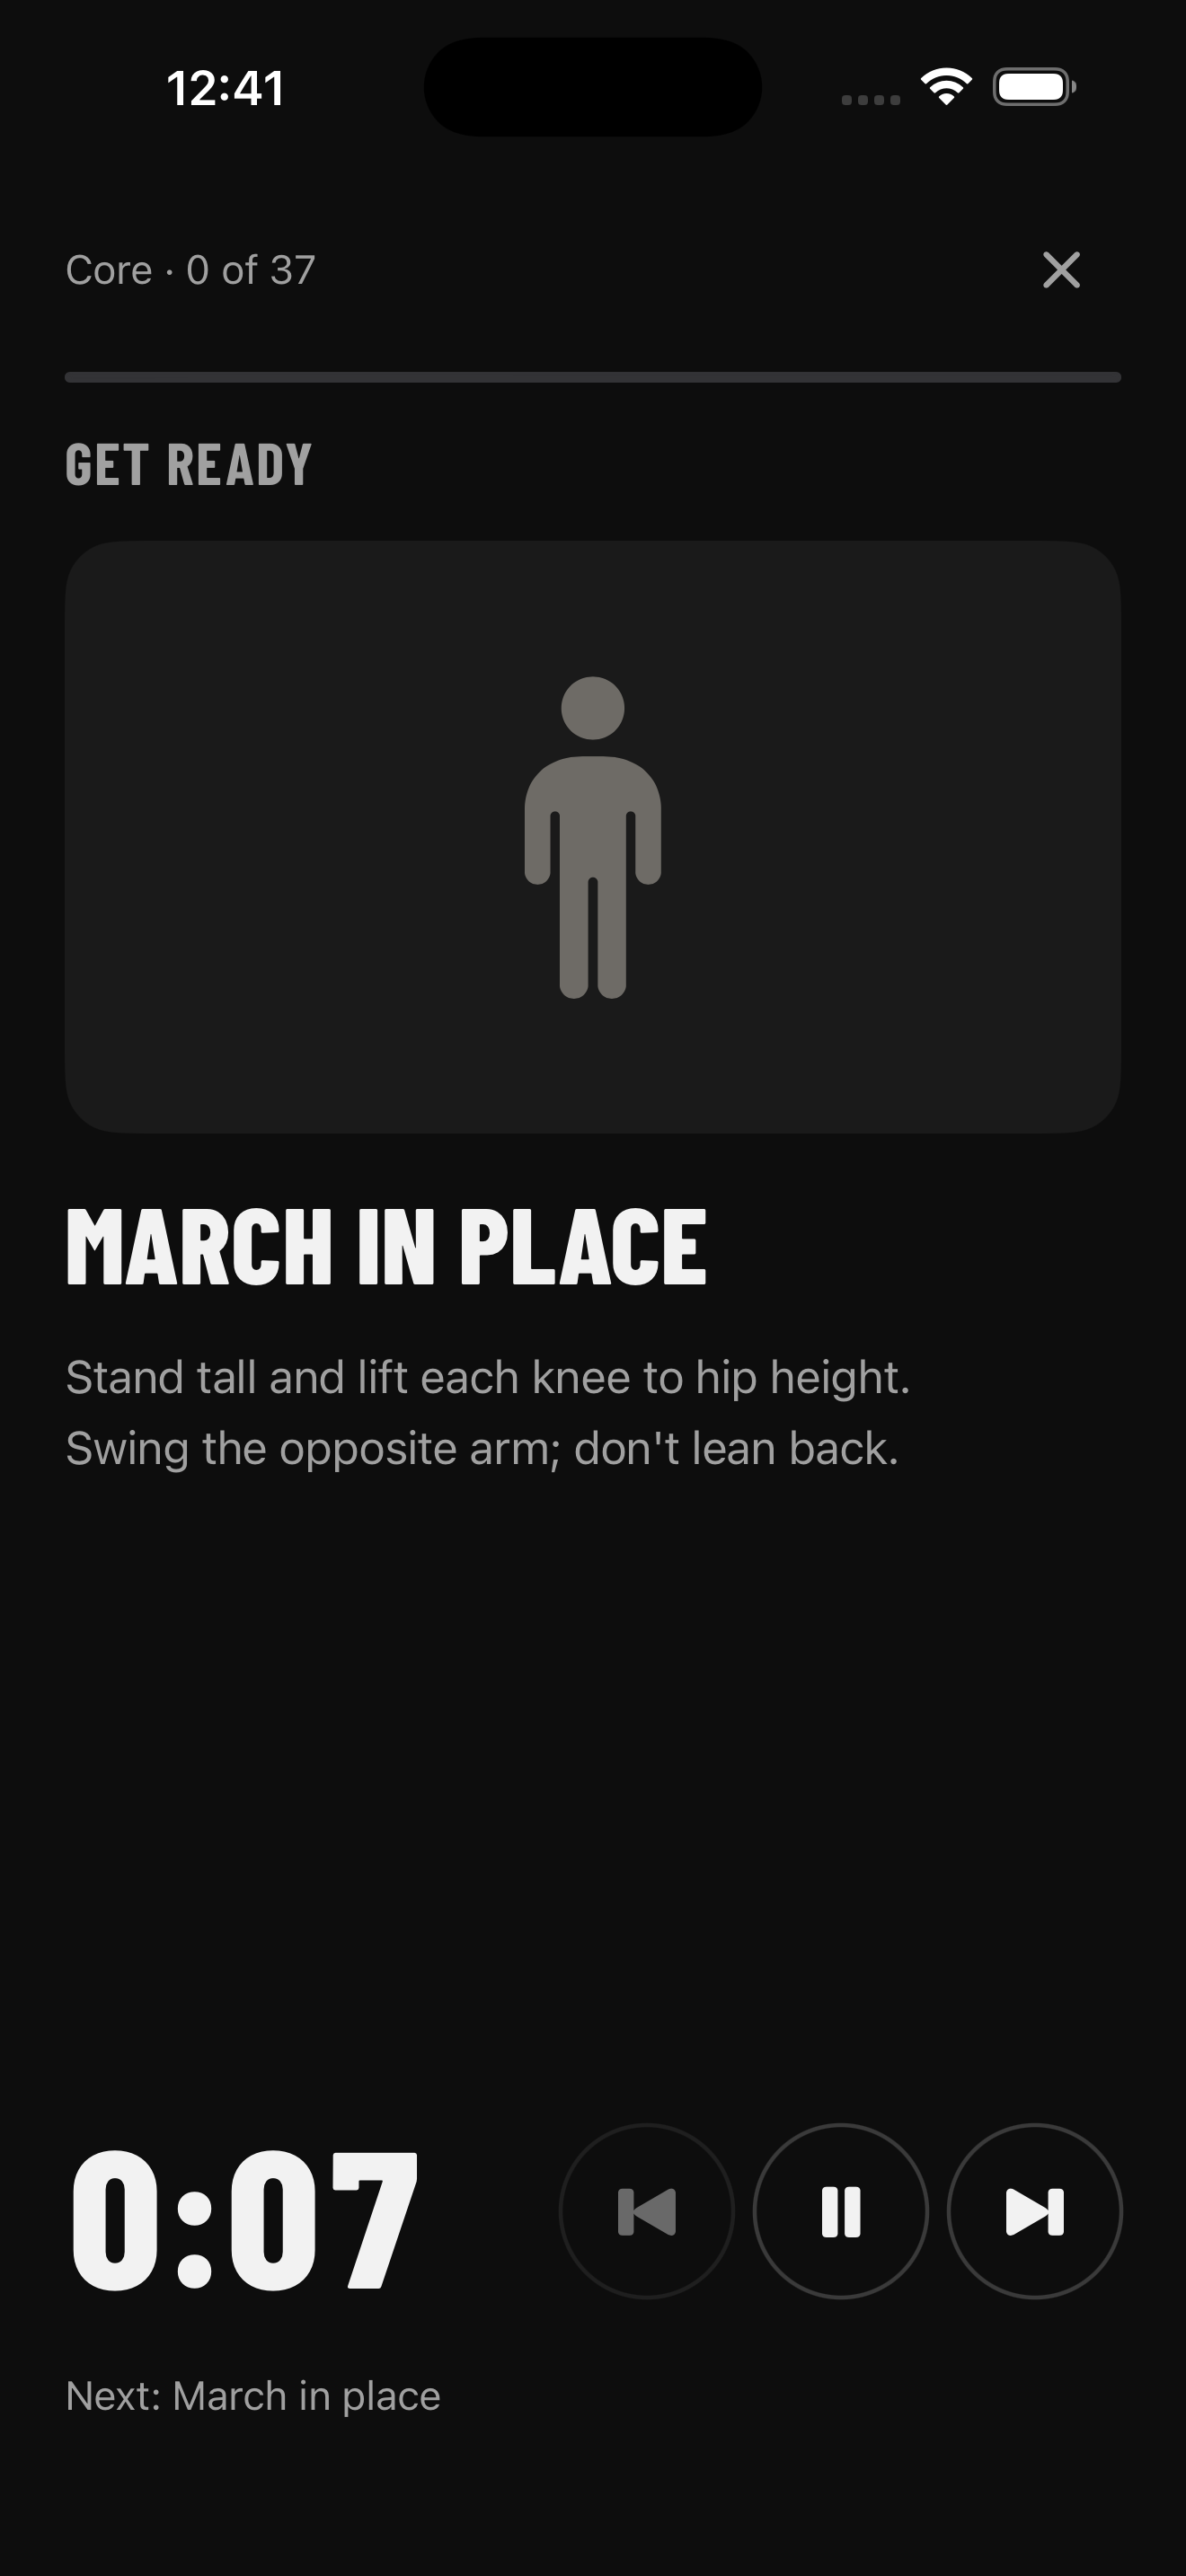 12:41
Core · 0 of 37
GET READY
MARCH IN PLACE
Stand tall and lift each knee to hip height.
Swing the opposite arm; don't lean back.
0:07
Next: March in place